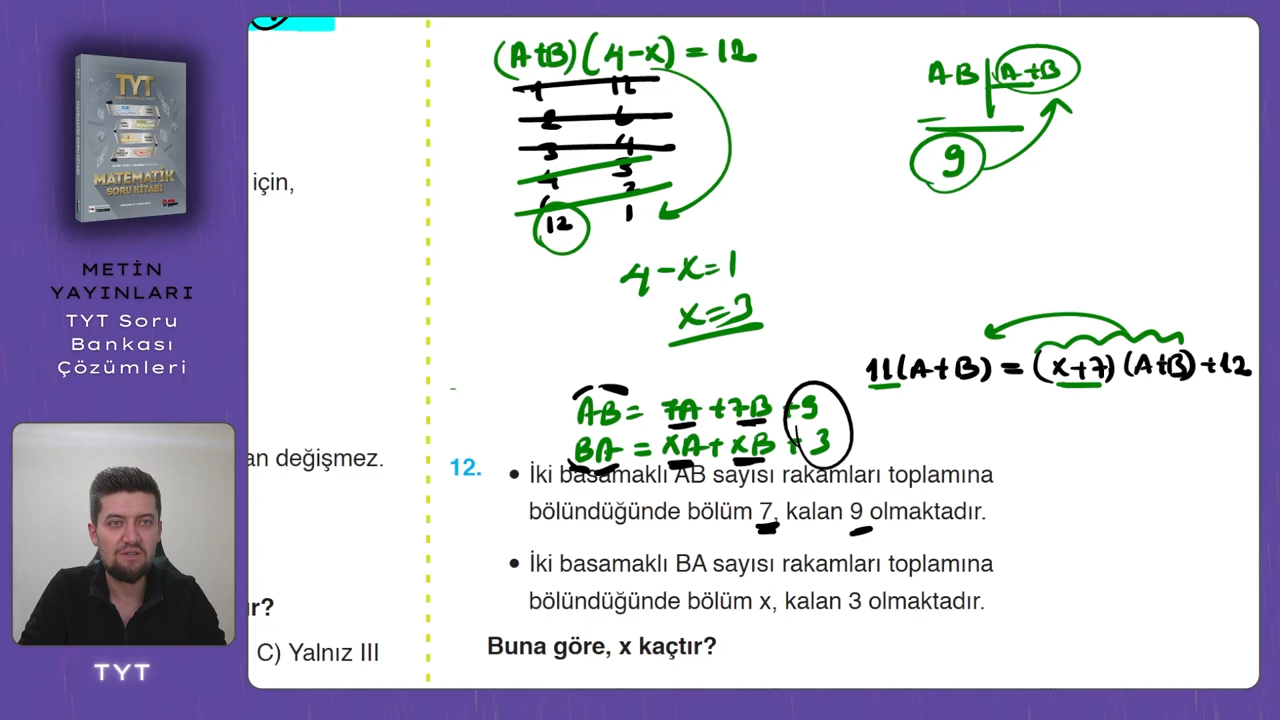 TYT
MATEMATİK
SORU KİTABI
METİN
YAYINLARI
TYT Soru
Bankası
Çözümleri
TYT
için,
an değişmez.
ır?
C) Yalnız III
(A+B)(4-x)=12
1 12
2 6
3 4
4 3
6 2
12 1
4-x=1
x=3
AB A+B
9
11(A+B) = (x+7)(A+B)+12
AB = 7A+7B+9
BA = xA+xB+3
12.
• İki basamaklı AB sayısı rakamları toplamına
bölündüğünde bölüm 7, kalan 9 olmaktadır.
• İki basamaklı BA sayısı rakamları toplamına
bölündüğünde bölüm x, kalan 3 olmaktadır.
Buna göre, x kaçtır?